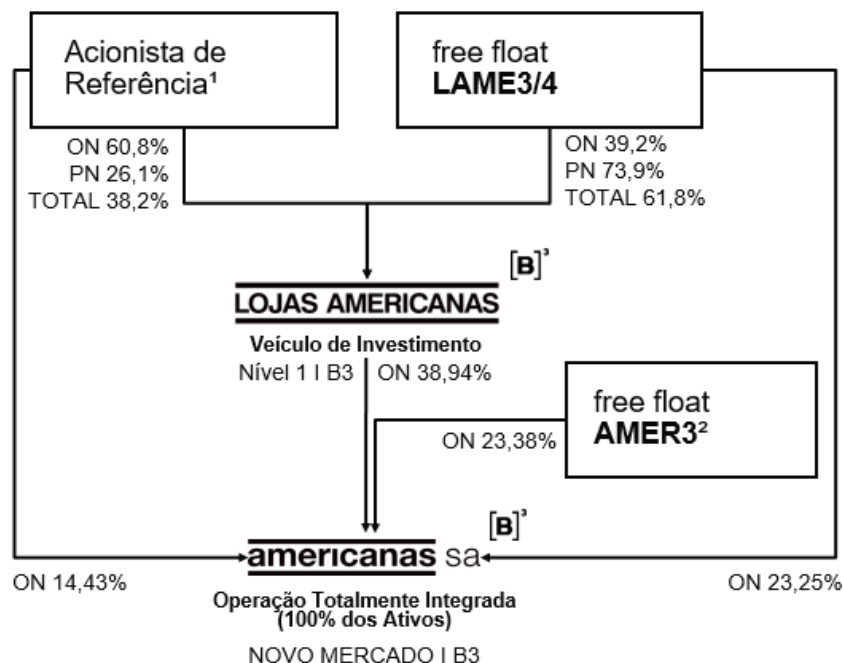 Acionista de
Referência¹
free float
LAME3/4
ON 60,8%
PN 26,1%
TOTAL 38,2%
ON 39,2%
PN 73,9%
TOTAL 61,8%
[B]³
LOJAS AMERICANAS
Veículo de Investimento
Nível 1 I B3 ON 38,94%
free float
AMER3²
ON 23,38%
[B]³
americanas sa
ON 14,43%
ON 23,25%
Operação Totalmente Integrada
(100% dos Ativos)
NOVO MERCADO I B3